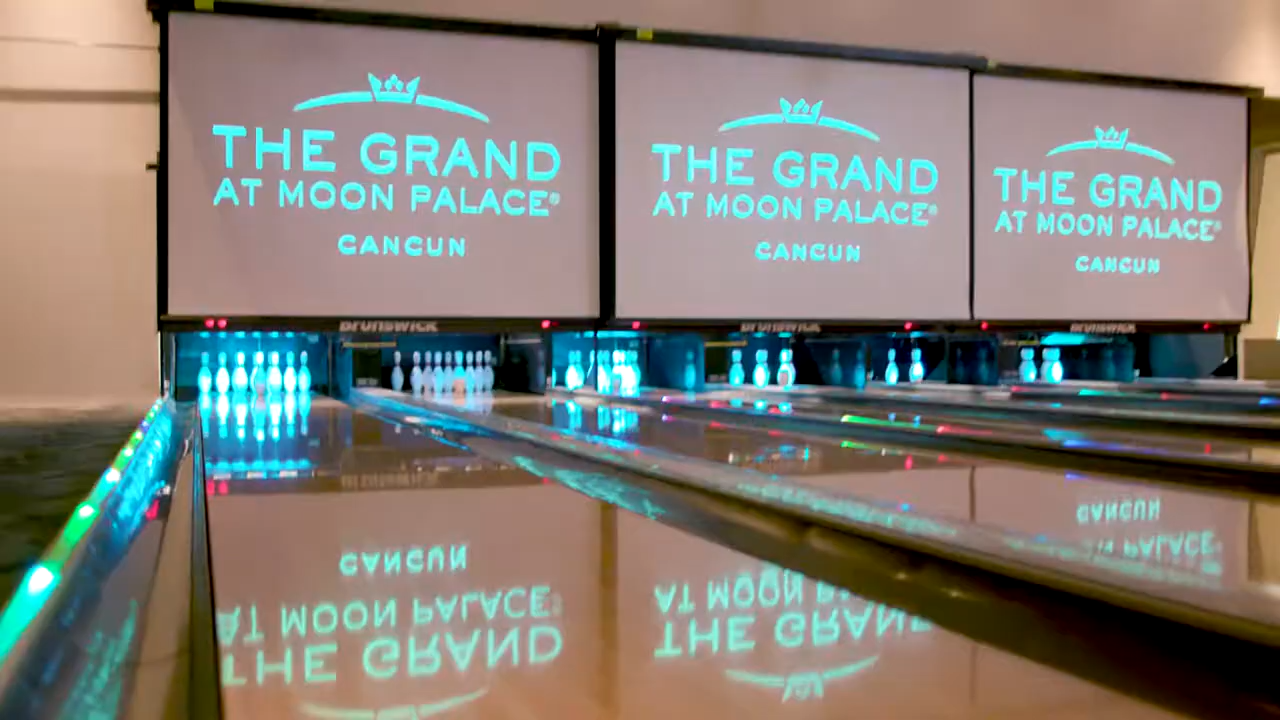 THE GRAND
AT MOON PALACE®
CANCUN
THE GRAND
AT MOON PALACE®
CANCUN
THE GRAND
AT MOON PALACE®
CANCUN
BRUNSWICK
BRUNSWICK
BRUNSWICK